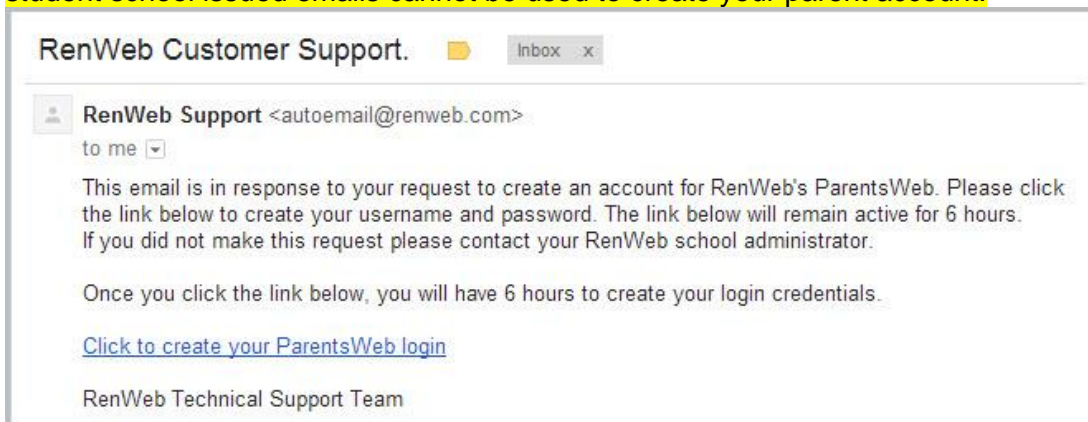 student school issued emails cannot be used to create your parent account.
RenWeb Customer Support. Inbox x
RenWeb Support <autoemail@renweb.com>
to me
This email is in response to your request to create an account for RenWeb's ParentsWeb. Please click
the link below to create your username and password. The link below will remain active for 6 hours.
If you did not make this request please contact your RenWeb school administrator.
Once you click the link below, you will have 6 hours to create your login credentials.
Click to create your ParentsWeb login
RenWeb Technical Support Team